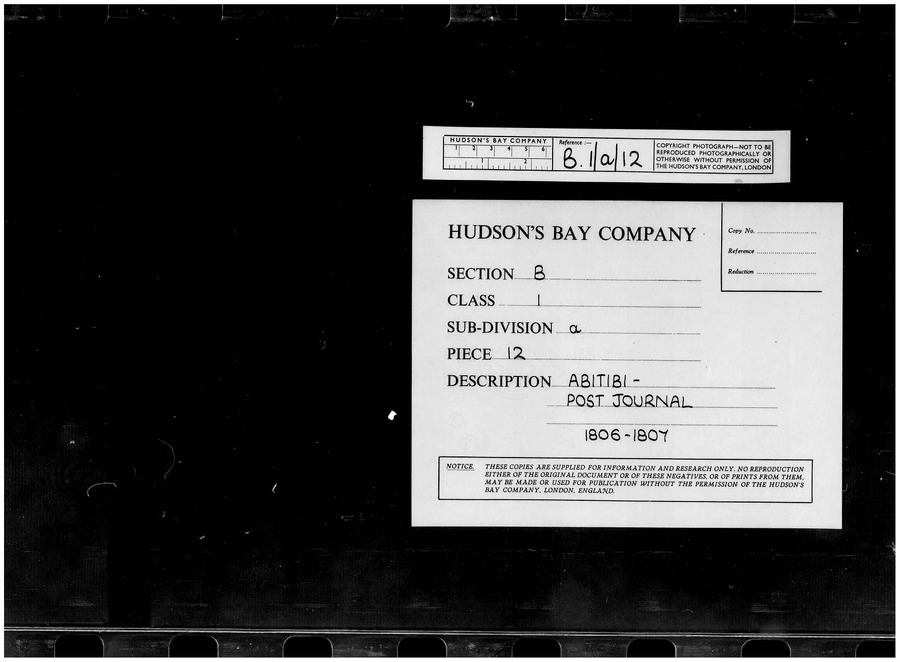 HUDSON'S BAY COMPANY
1 2 3 4 5 6
1 2
Reference :—
B.1/a/12
COPYRIGHT PHOTOGRAPH—NOT TO BE
REPRODUCED PHOTOGRAPHICALLY OR
OTHERWISE WITHOUT PERMISSION OF
THE HUDSON'S BAY COMPANY, LONDON
HUDSON'S BAY COMPANY
Copy No.
Reference
Reduction
SECTION B
CLASS 1
SUB-DIVISION a
PIECE 12
DESCRIPTION ABITIBI -
POST JOURNAL
1806-1807
NOTICE. THESE COPIES ARE SUPPLIED FOR INFORMATION AND RESEARCH ONLY. NO REPRODUCTION
EITHER OF THE ORIGINAL DOCUMENT OR OF THESE NEGATIVES, OR OF PRINTS FROM THEM,
MAY BE MADE OR USED FOR PUBLICATION WITHOUT THE PERMISSION OF THE HUDSON'S
BAY COMPANY, LONDON, ENGLAND.